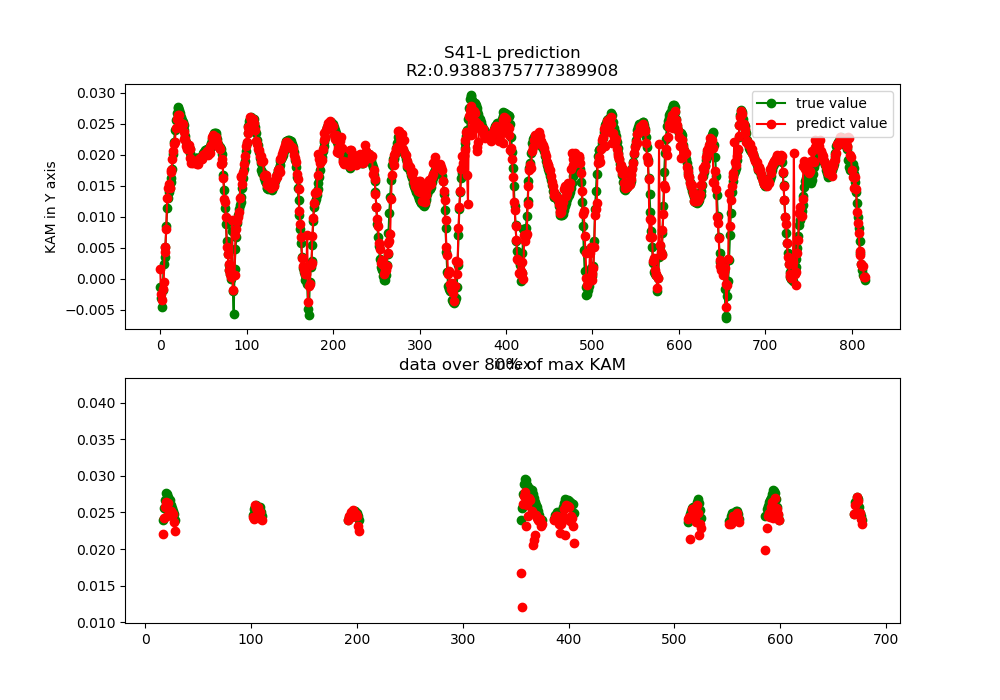 S41-L prediction
R2:0.9388375777389908
true value
predict value
KAM in Y axis
0.030
0.025
0.020
0.015
0.010
0.005
0.000
−0.005
0 100 200 300 400 500 600 700 800
index
data over 80% of max KAM
0.040
0.035
0.030
0.025
0.020
0.015
0.010
0 100 200 300 400 500 600 700